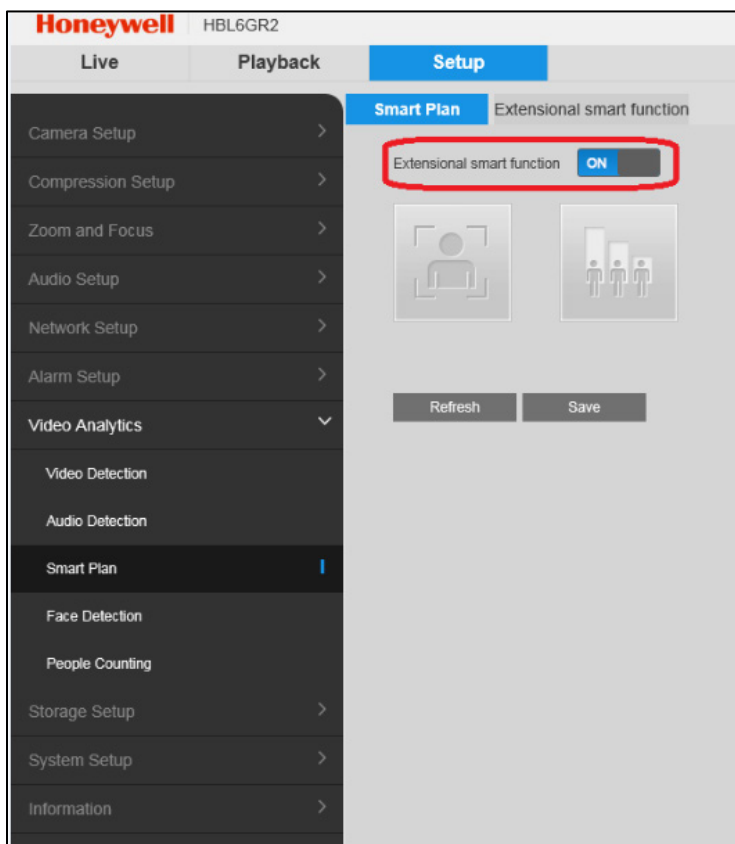 Honeywell HBL6GR2
Live Playback Setup
Smart Plan Extensional smart function
Extensional smart function ON
Camera Setup
Compression Setup
Zoom and Focus
Audio Setup
Network Setup
Alarm Setup
Video Analytics
Video Detection
Audio Detection
Smart Plan
Face Detection
People Counting
Storage Setup
System Setup
Information
Refresh Save